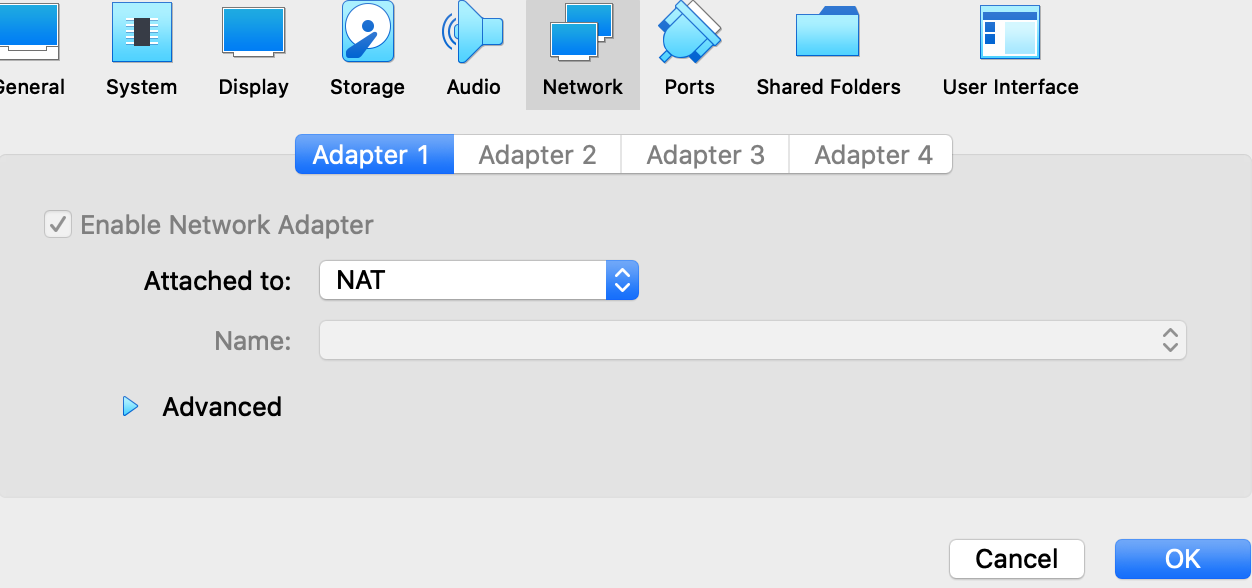 General System Display Storage Audio Network Ports Shared Folders User Interface
Adapter 1 Adapter 2 Adapter 3 Adapter 4
Enable Network Adapter
Attached to: NAT
Name:
Advanced
Cancel OK